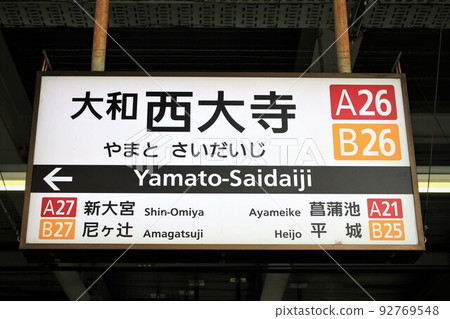 大和西大寺 A26
やまと さいだいじ B26
← Yamato-Saidaiji
A27 新大宮 Shin-Omiya Ayameike 菖蒲池 A21
B27 尼ヶ辻 Amagatsuji Heijo 平城 B25
PIXTA
92769548